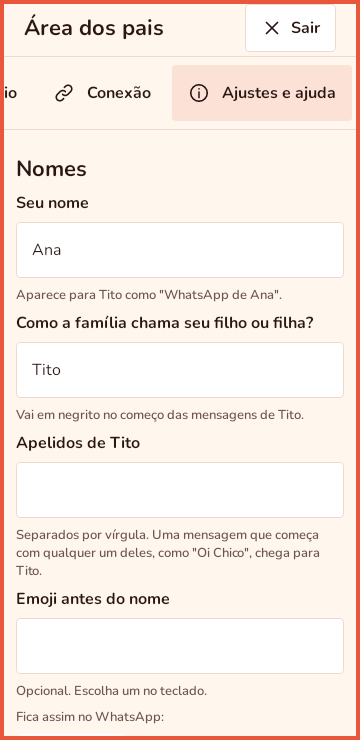 Área dos pais
Sair
io
Conexão
Ajustes e ajuda
Nomes
Seu nome
Ana
Aparece para Tito como "WhatsApp de Ana".
Como a família chama seu filho ou filha?
Tito
Vai em negrito no começo das mensagens de Tito.
Apelidos de Tito
Separados por vírgula. Uma mensagem que começa
com qualquer um deles, como "Oi Chico", chega para
Tito.
Emoji antes do nome
Opcional. Escolha um no teclado.
Fica assim no WhatsApp: